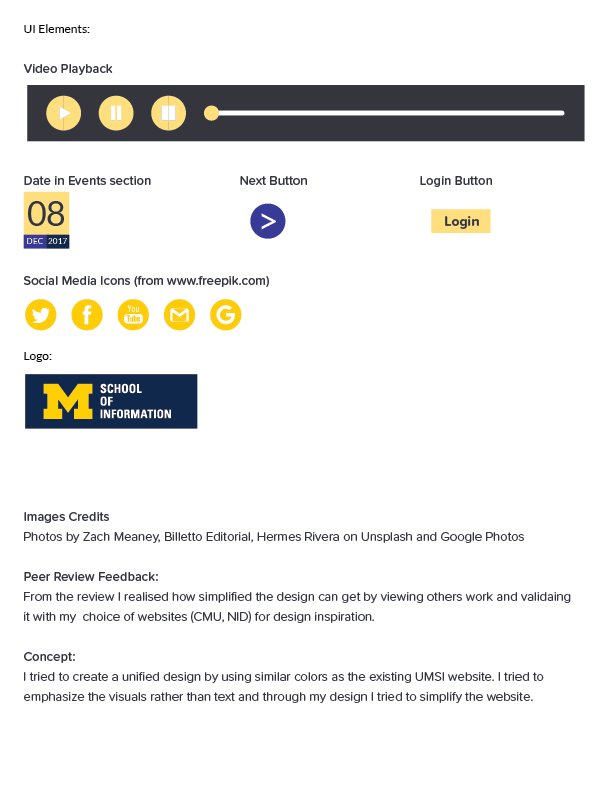 UI Elements:
Video Playback
Date in Events section
Next Button
Login Button
08
DEC 2017
>
Login
Social Media Icons (from www.freepik.com)
f You Tube M G
Logo:
M SCHOOL
OF
INFORMATION
Images Credits
Photos by Zach Meaney, Billetto Editorial, Hermes Rivera on Unsplash and Google Photos
Peer Review Feedback:
From the review I realised how simplified the design can get by viewing others work and validaing
it with my  choice of websites (CMU, NID) for design inspiration.
Concept:
I tried to create a unified design by using similar colors as the existing UMSI website. I tried to
emphasize the visuals rather than text and through my design I tried to simplify the website.